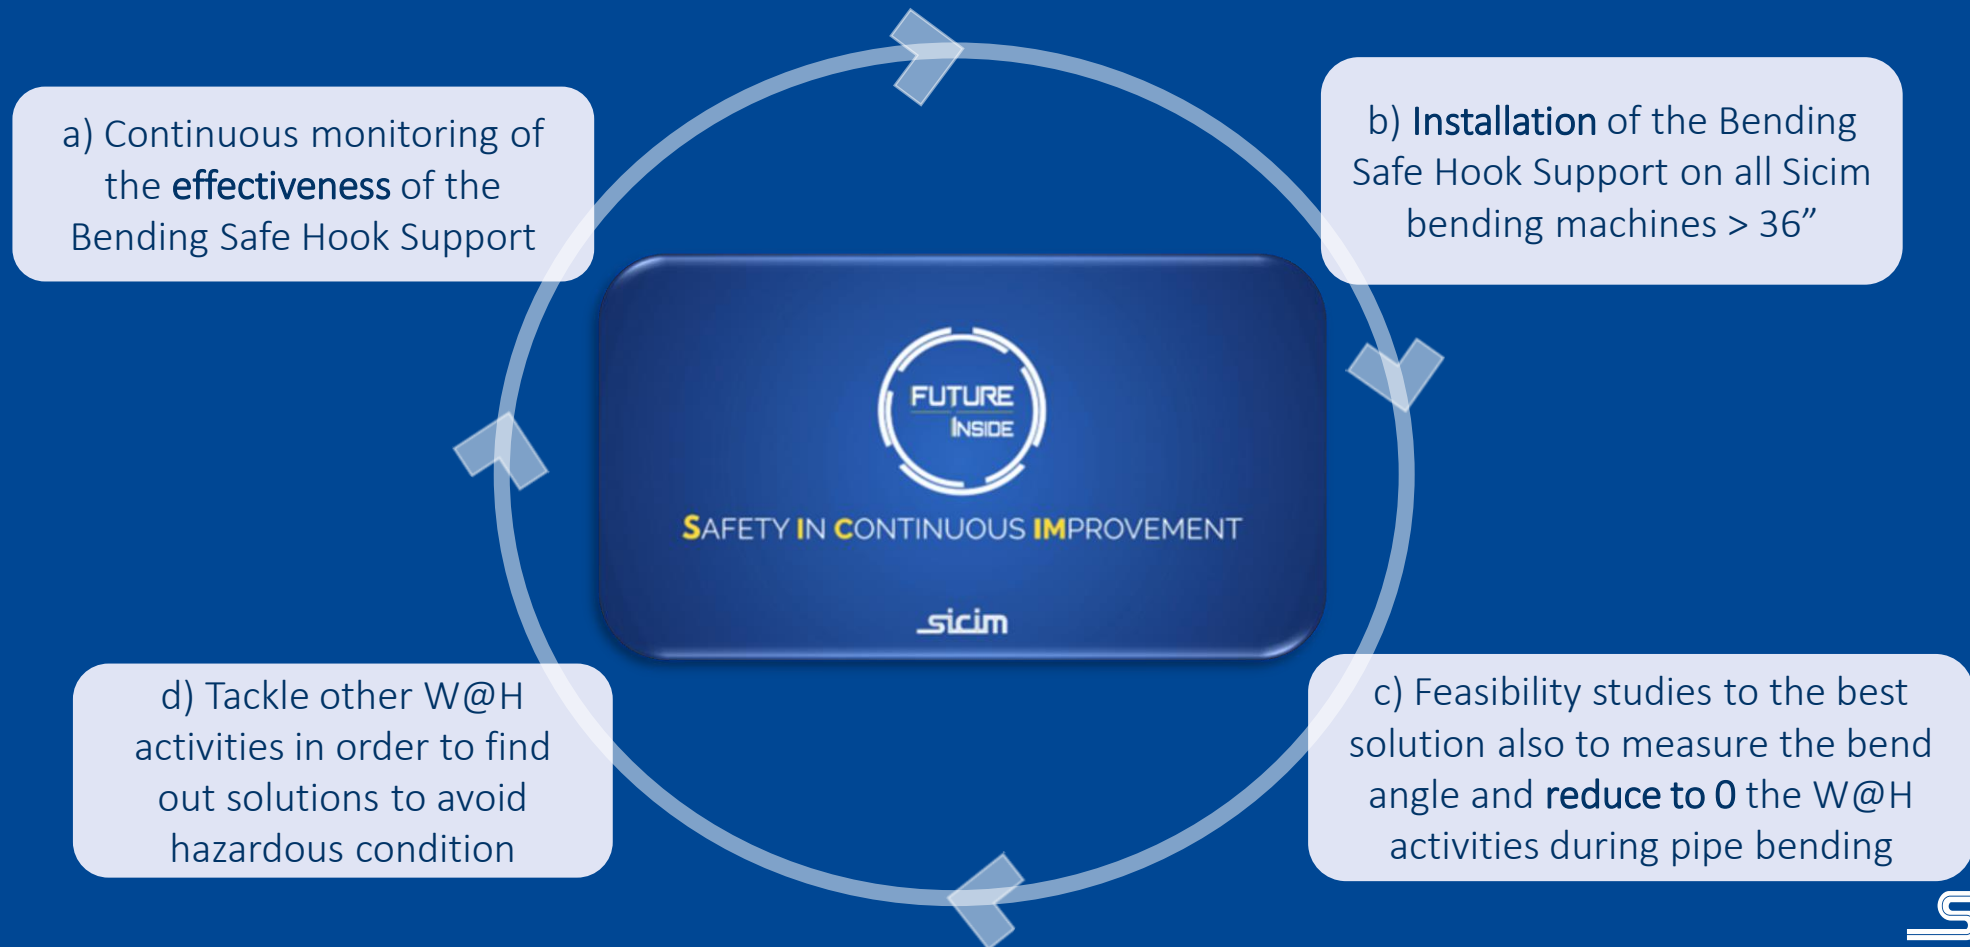 a) Continuous monitoring of
the effectiveness of the
Bending Safe Hook Support
b) Installation of the Bending
Safe Hook Support on all Sicim
bending machines > 36”
FUTURE
INSIDE
SAFETY IN CONTINUOUS IMPROVEMENT
sicim
c) Feasibility studies to the best
solution also to measure the bend
angle and reduce to 0 the W@H
activities during pipe bending
d) Tackle other W@H
activities in order to find
out solutions to avoid
hazardous condition